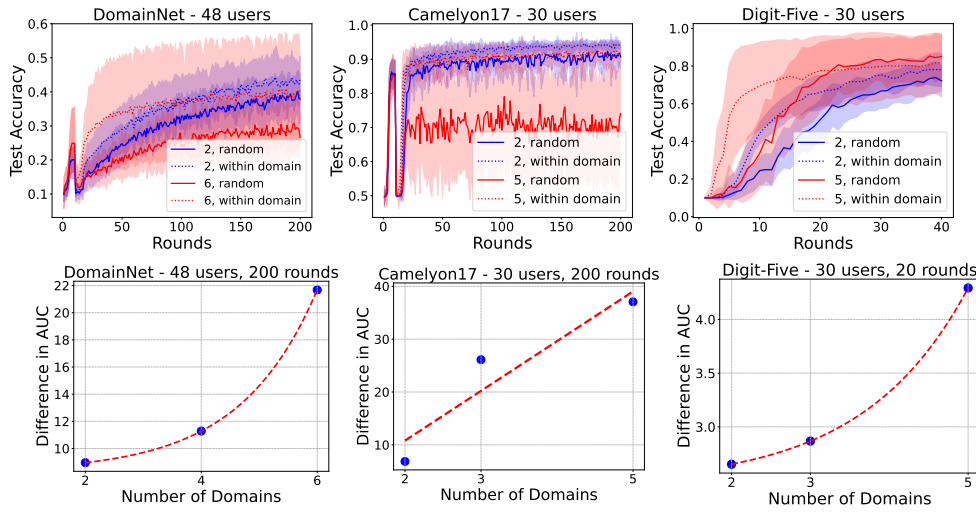 DomainNet - 48 users
Test Accuracy
0.6
0.5
0.4
0.3
0.2
0.1
2, random
2, within domain
6, random
6, within domain
0
50
100
150
200
Rounds
Camelyon17 - 30 users
Test Accuracy
1.0
0.9
0.8
0.7
0.6
0.5
2, random
2, within domain
5, random
5, within domain
0
50
100
150
200
Rounds
Digit-Five - 30 users
Test Accuracy
1.0
0.8
0.6
0.4
0.2
0.0
2, random
2, within domain
5, random
5, within domain
0
10
20
30
40
Rounds
DomainNet - 48 users, 200 rounds
Difference in AUC
22
20
18
16
14
12
10
2
4
6
Number of Domains
Camelyon17 - 30 users, 200 rounds
Difference in AUC
40
30
20
10
2
3
5
Number of Domains
Digit-Five - 30 users, 20 rounds
Difference in AUC
4.0
3.5
3.0
2
3
5
Number of Domains